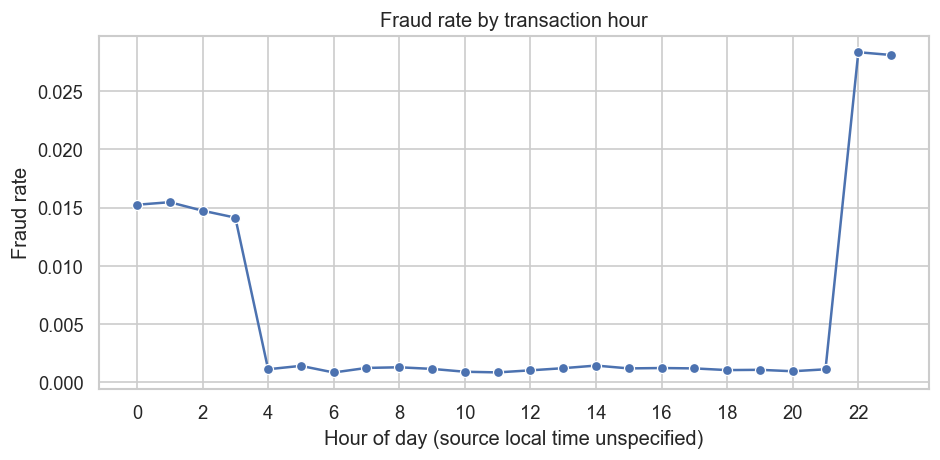 Fraud rate by transaction hour
Fraud rate
0.025
0.020
0.015
0.010
0.005
0.000
0 2 4 6 8 10 12 14 16 18 20 22
Hour of day (source local time unspecified)